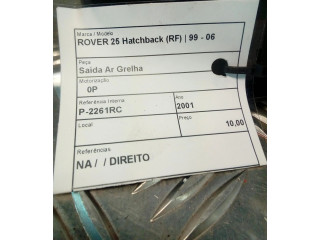 Marca / Modelo
ROVER 25 Hatchback (RF) | 99 - 06
Peça
Saida Ar Grelha
Motorização
0P
Referência Interna
Ano
P-2261RC
2001
Local
Preço
10,00
Referências
NA / / DIREITO